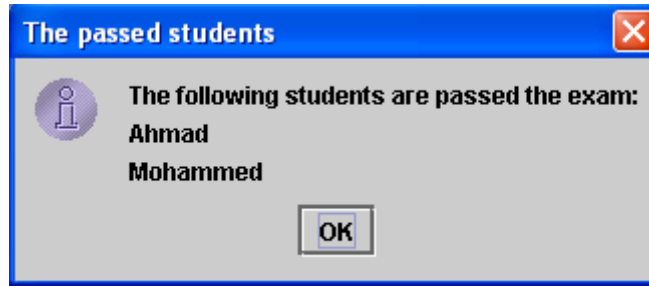 The passed students
The following students are passed the exam:
Ahmad
Mohammed
OK